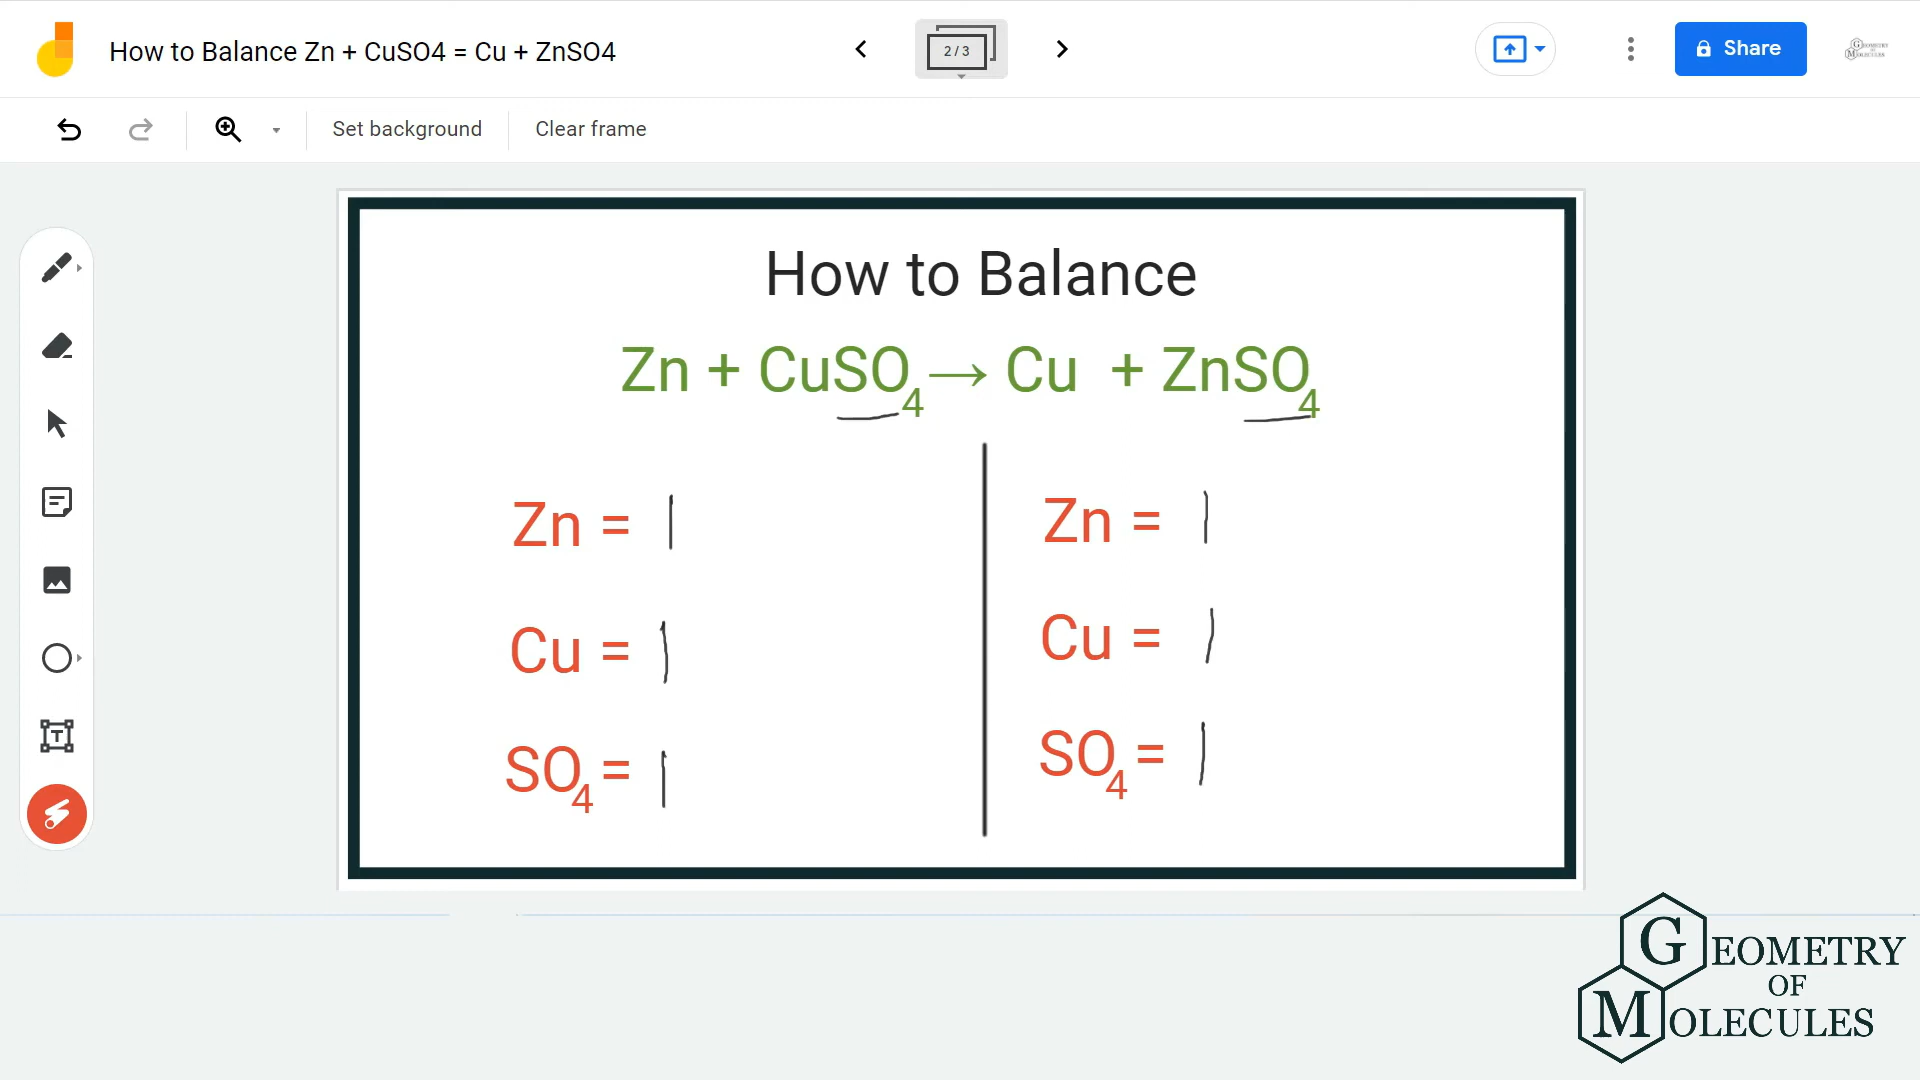 How to Balance Zn + CuSO4 = Cu + ZnSO4
2 / 3
Share
Set background
Clear frame
How to Balance
Zn + CuSO₄ → Cu + ZnSO₄
Zn = 1
Zn = 1
Cu = 1
Cu = 1
SO₄ = 1
SO₄ = 1
T
GEOMETRY
OF
MOLECULES